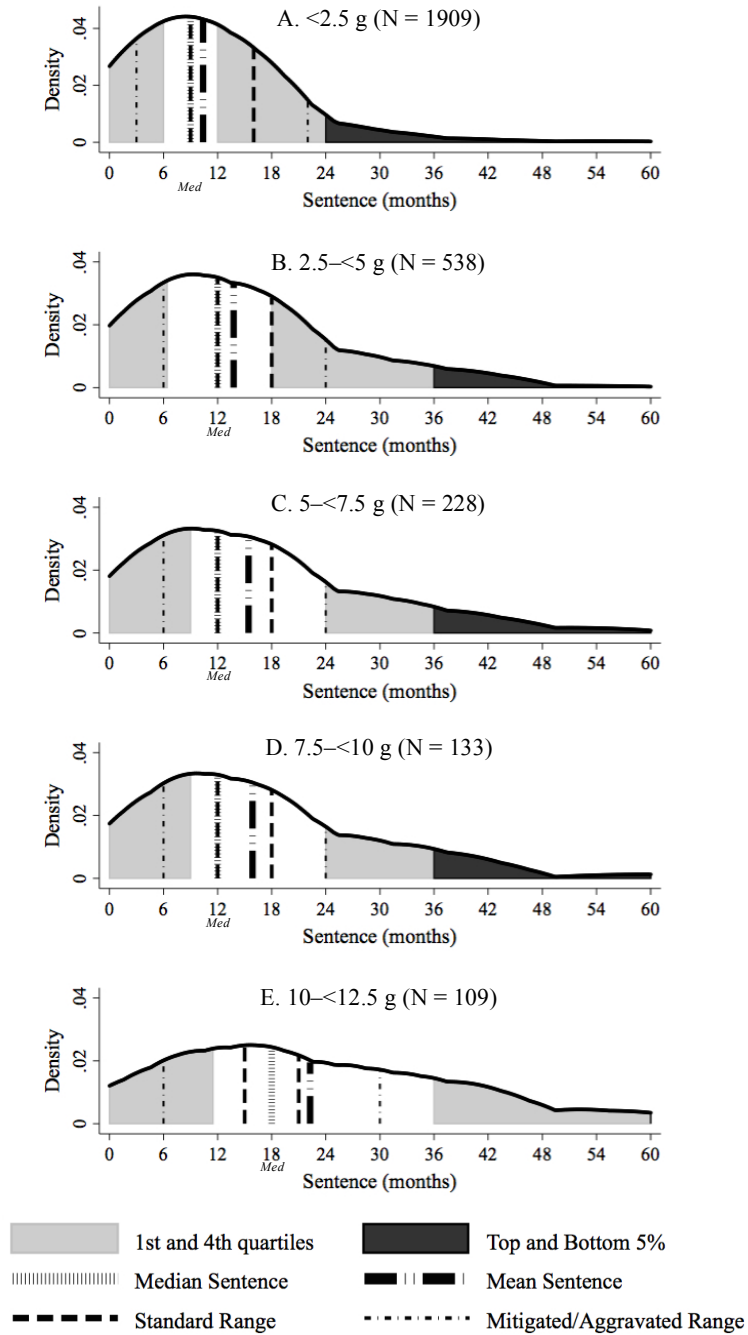 A. <2.5 g (N = 1909)
Density
.04
.02
0
0 6 12 18 24 30 36 42 48 54 60
Med
Sentence (months)
B. 2.5–<5 g (N = 538)
Density
.04
.02
0
0 6 12 18 24 30 36 42 48 54 60
Med
Sentence (months)
C. 5–<7.5 g (N = 228)
Density
.04
.02
0
0 6 12 18 24 30 36 42 48 54 60
Med
Sentence (months)
D. 7.5–<10 g (N = 133)
Density
.04
.02
0
0 6 12 18 24 30 36 42 48 54 60
Med
Sentence (months)
E. 10–<12.5 g (N = 109)
Density
.04
.02
0
0 6 12 18 24 30 36 42 48 54 60
Med
Sentence (months)
1st and 4th quartiles
Top and Bottom 5%
Median Sentence
Mean Sentence
Standard Range
Mitigated/Aggravated Range